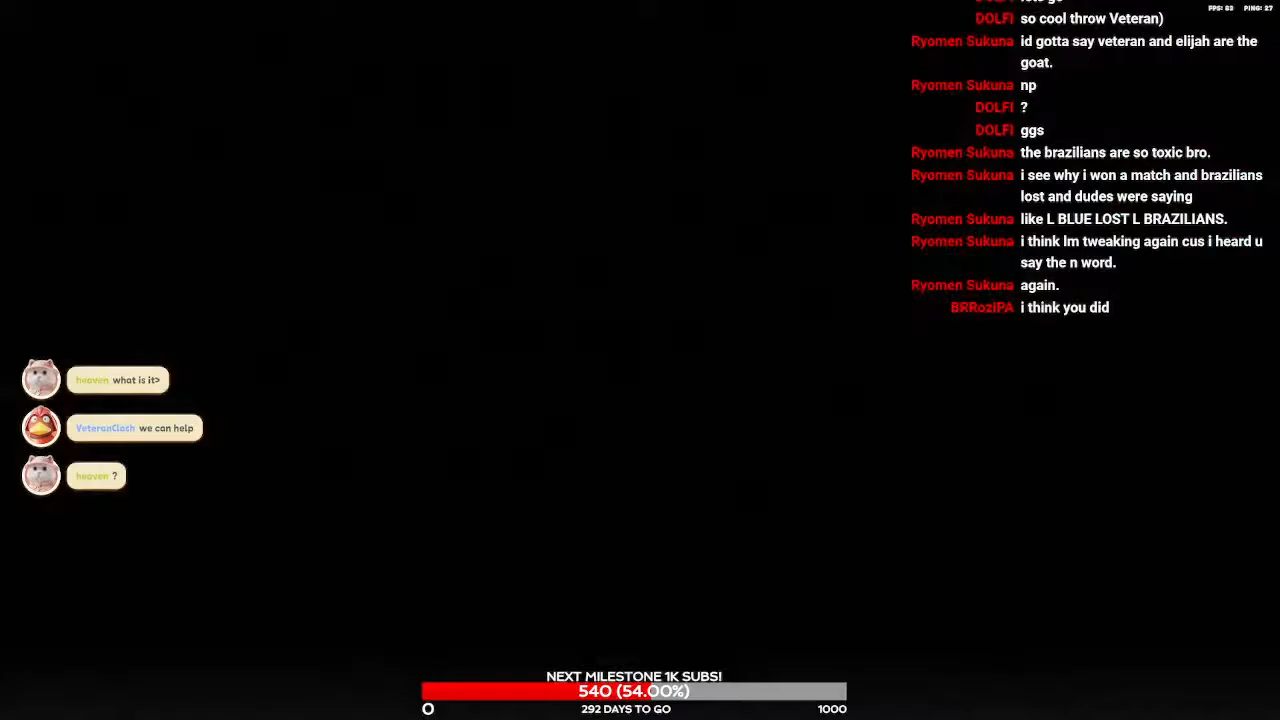 FPS: 83 PING: 27
DOLFI so cool throw Veteran)
Ryomen Sukuna id gotta say veteran and elijah are the
goat.
Ryomen Sukuna np
DOLFI ?
DOLFI ggs
Ryomen Sukuna the brazilians are so toxic bro.
Ryomen Sukuna i see why i won a match and brazilians
lost and dudes were saying
Ryomen Sukuna like L BLUE LOST L BRAZILIANS.
Ryomen Sukuna i think Im tweaking again cus i heard u
say the n word.
Ryomen Sukuna again.
BRRoziPA i think you did
heaven what is it>
VeteranClash we can help
heaven ?
NEXT MILESTONE 1K SUBS!
540 (54.00%)
0 292 DAYS TO GO 1000